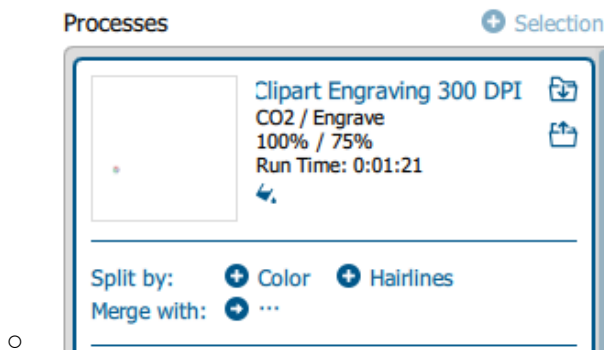 Processes
Selection
Clipart Engraving 300 DPI
CO2 / Engrave
100% / 75%
Run Time: 0:01:21
Split by: Color Hairlines
Merge with: ...